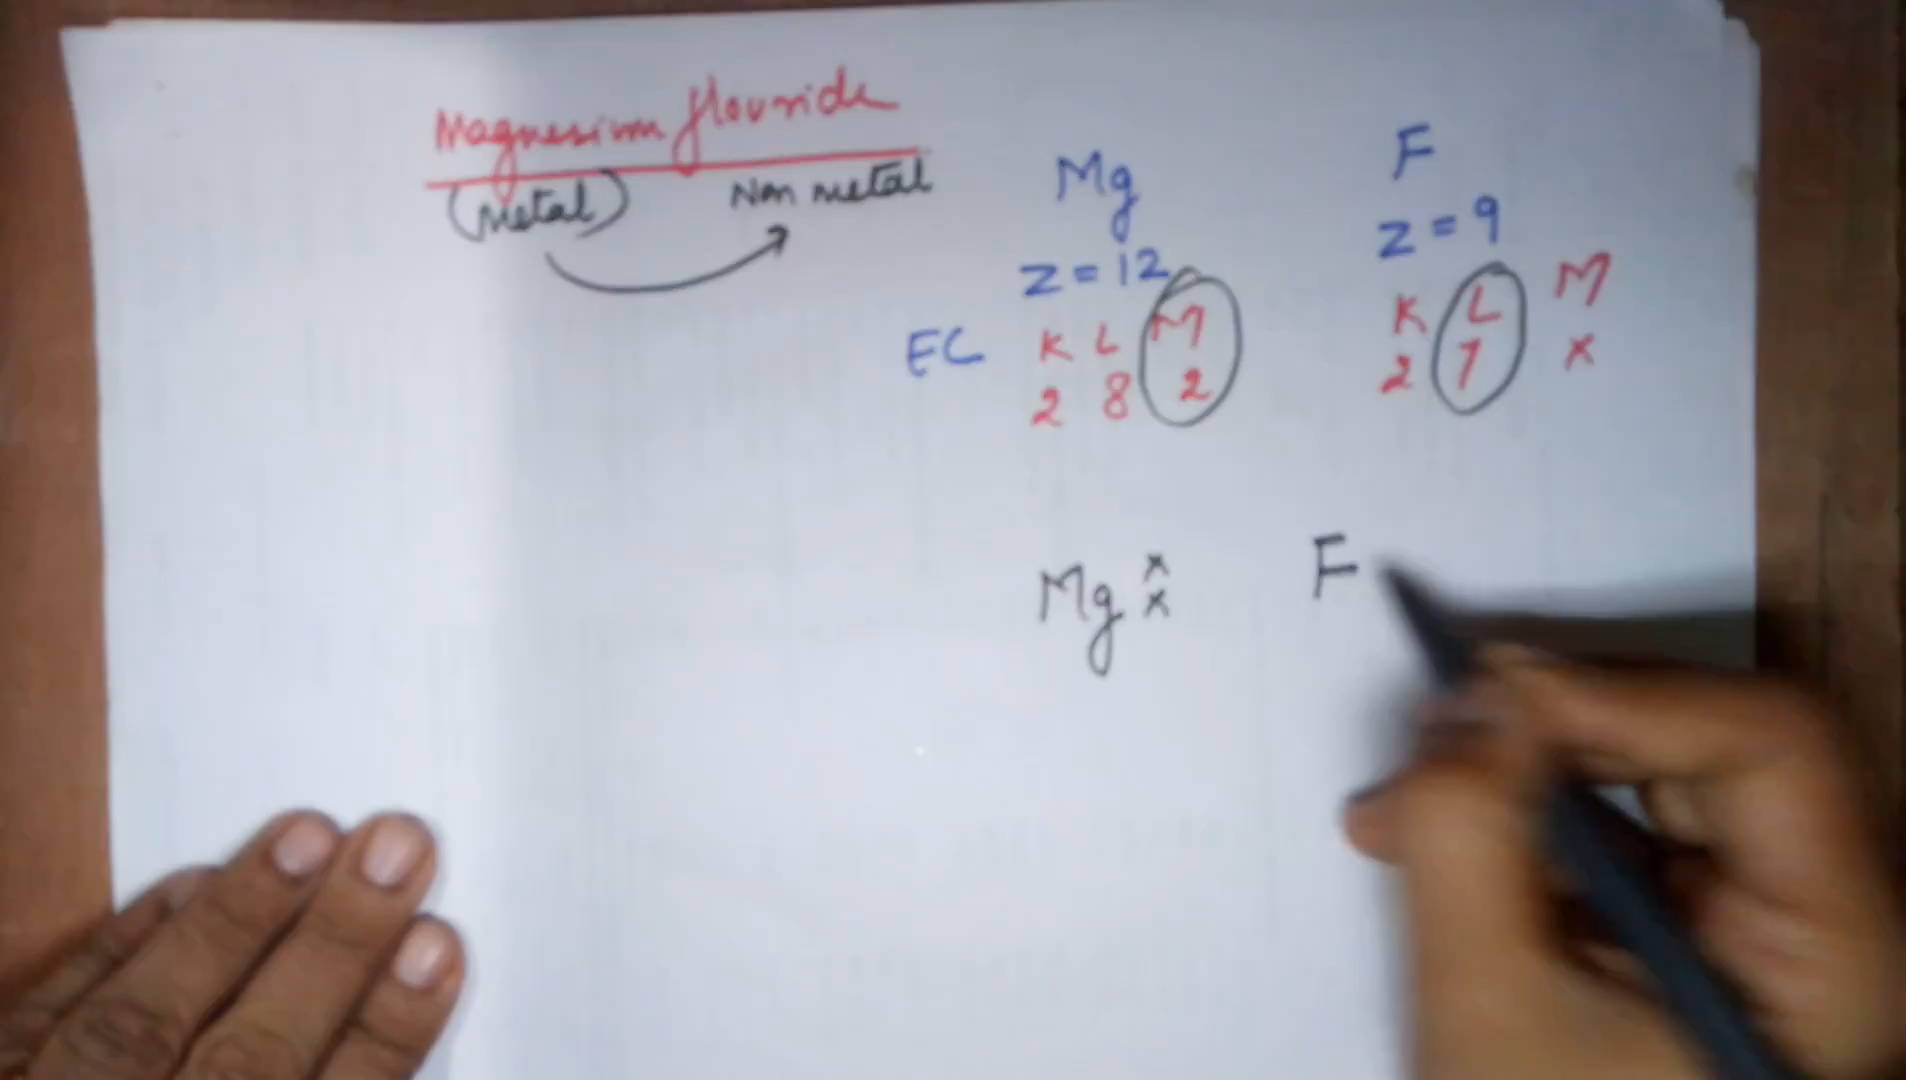 Magnesium flouride
(Metal) Non metal
Mg
Z = 12
EC K L M
2 8 2
F
Z = 9
K L M
2 7 x
Mg x x F